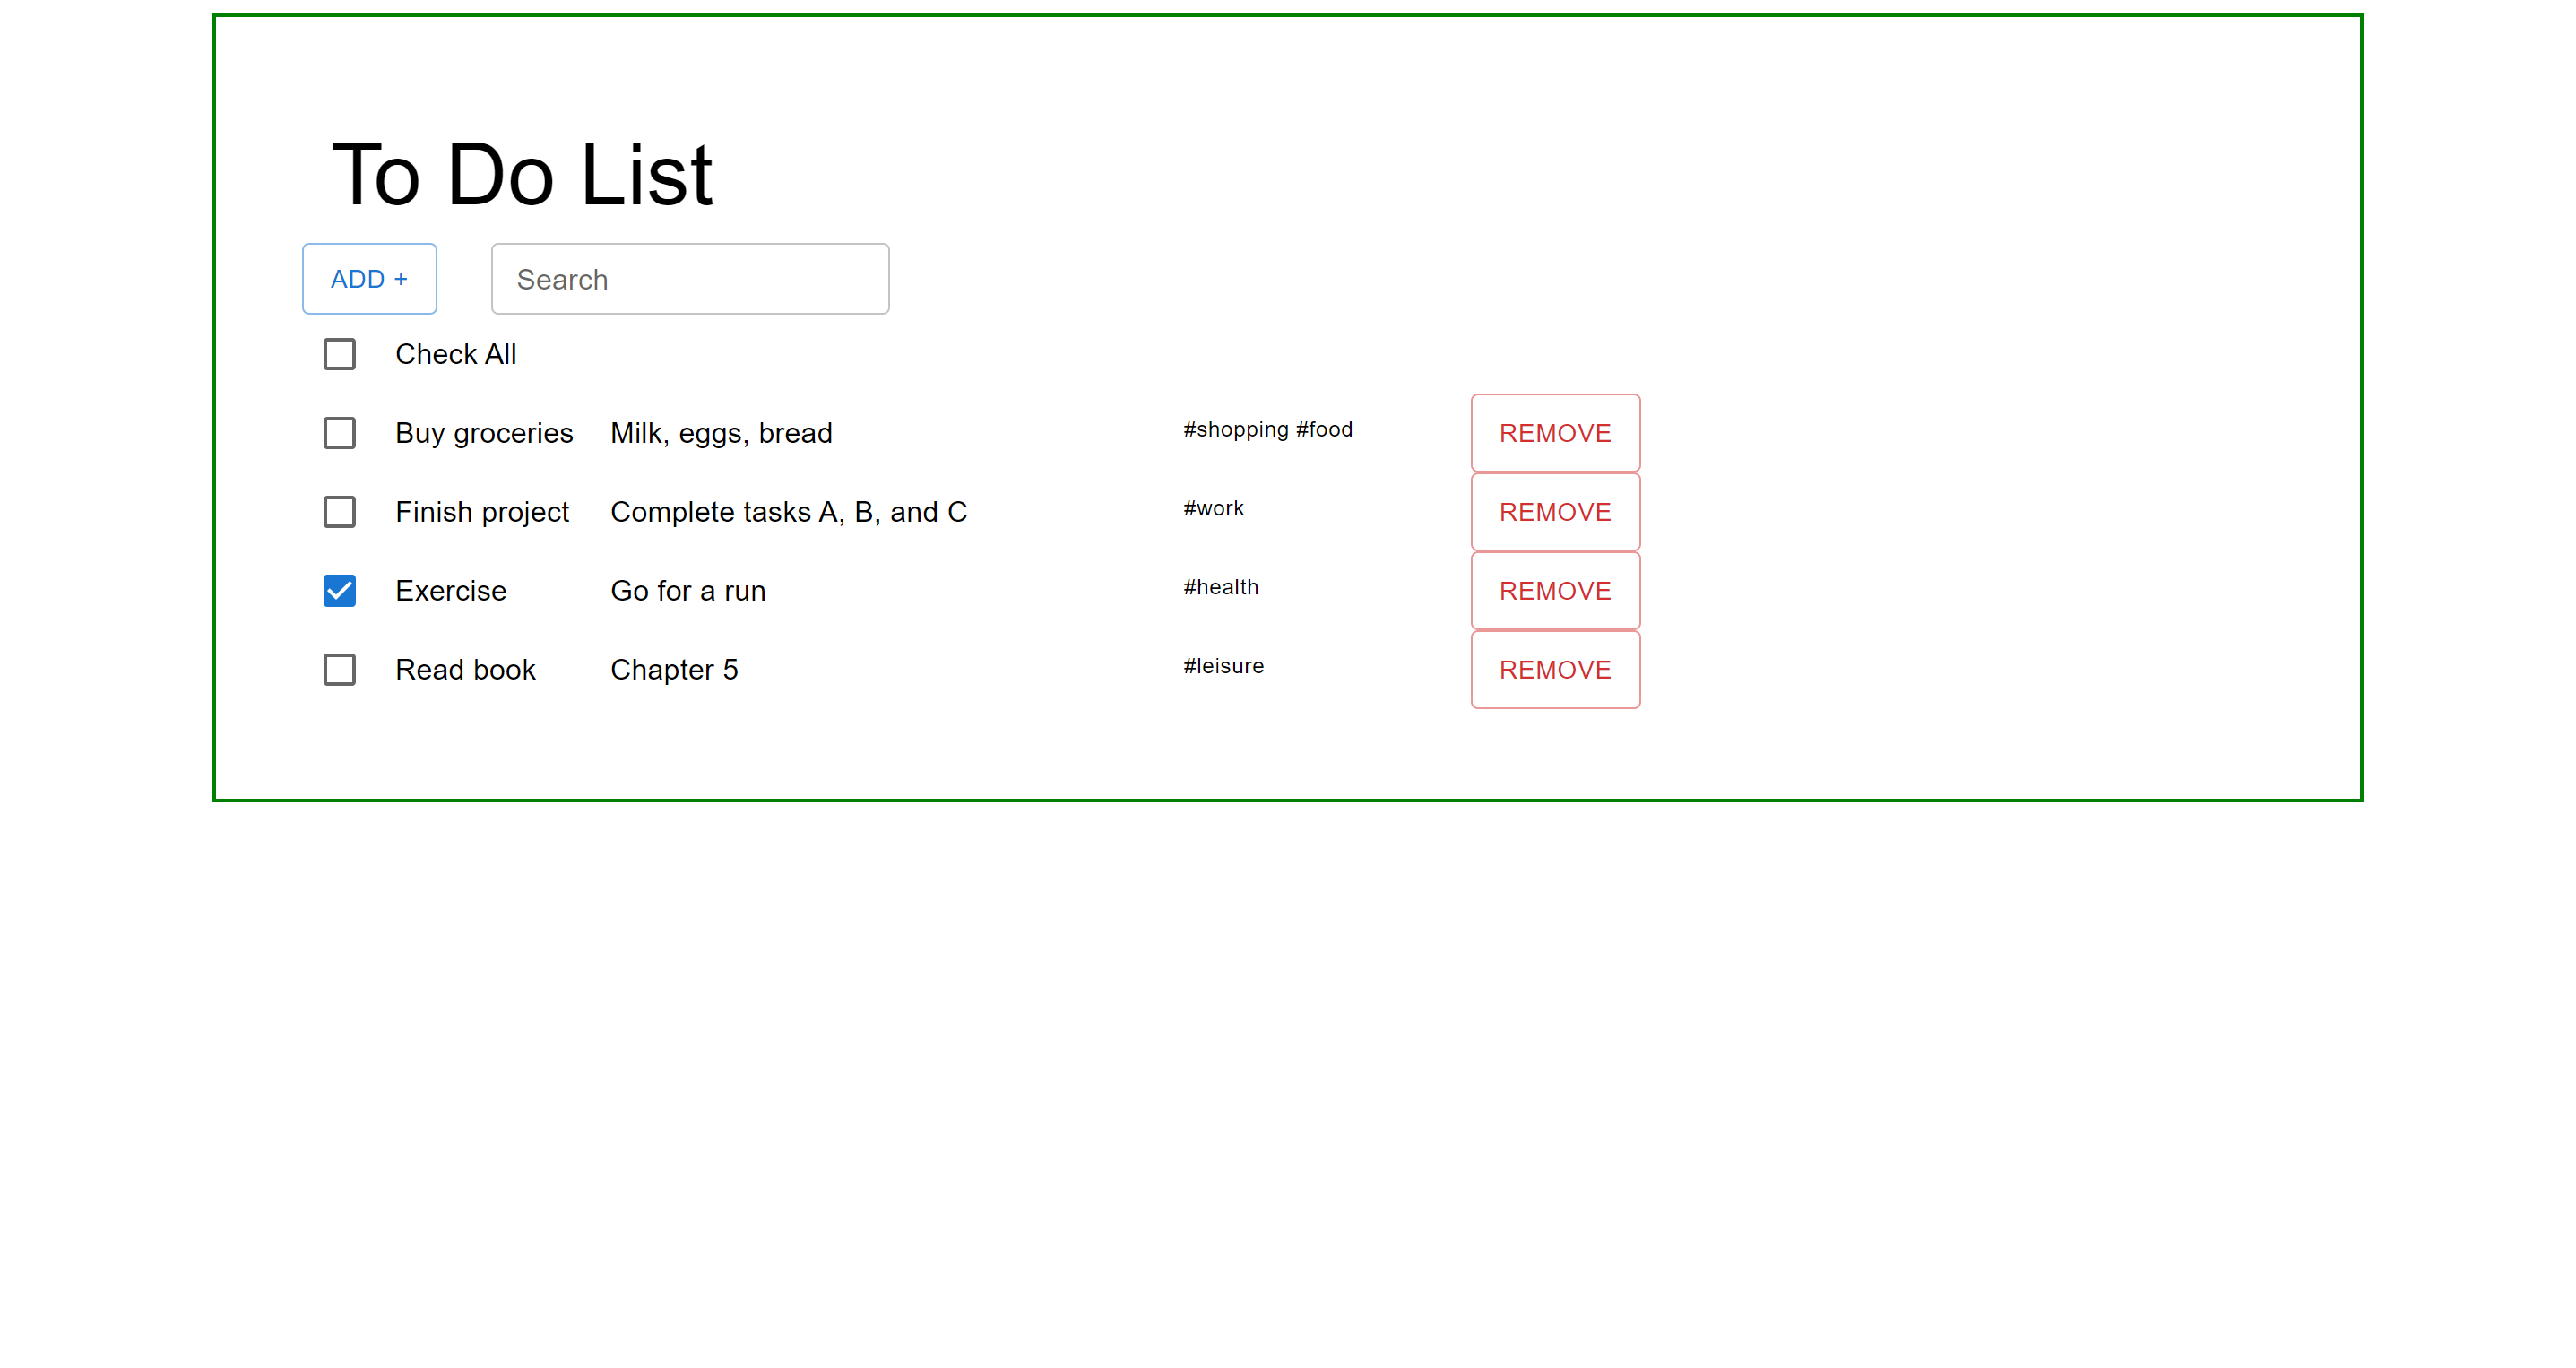 To Do List
ADD + Search
Check All
Buy groceries Milk, eggs, bread #shopping #food REMOVE
Finish project Complete tasks A, B, and C #work REMOVE
Exercise Go for a run #health REMOVE
Read book Chapter 5 #leisure REMOVE